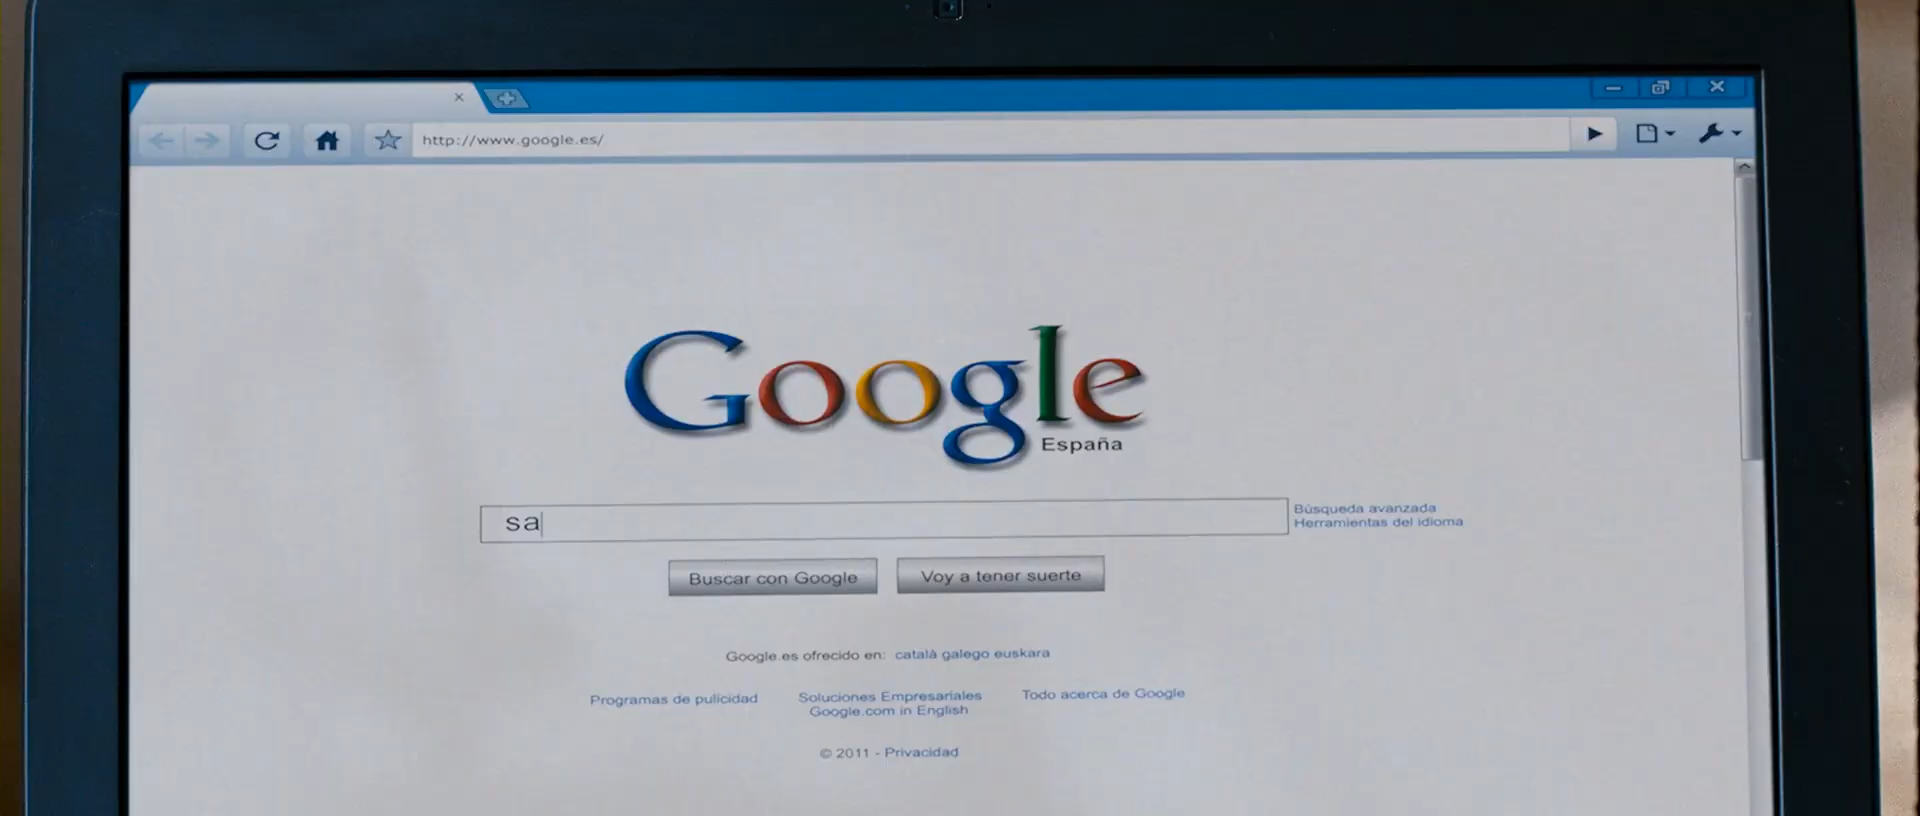 http://www.google.es/
Google
España
sa
Búsqueda avanzada
Herramientas del idioma
Buscar con Google
Voy a tener suerte
Google.es ofrecido en: català galego euskara
Programas de pulicidad
Soluciones Empresariales
Todo acerca de Google
Google.com in English
© 2011 - Privacidad